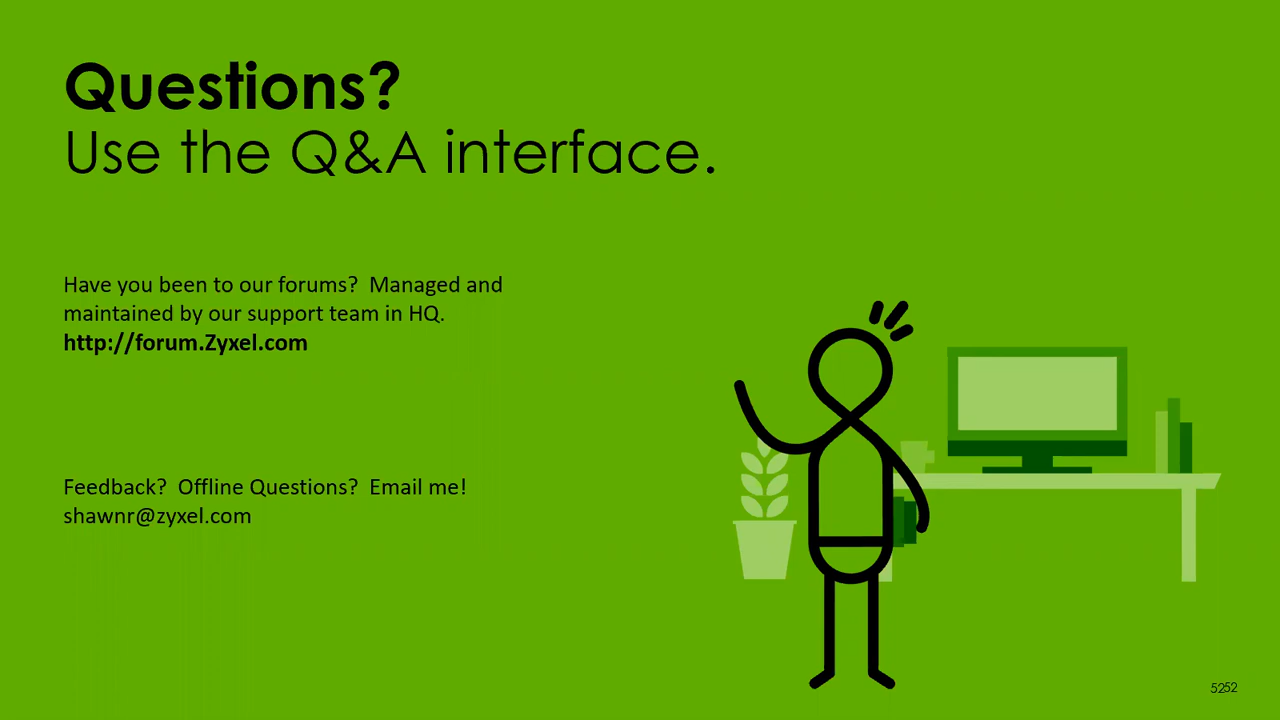 Questions?
Use the Q&A interface.
Have you been to our forums?  Managed and
maintained by our support team in HQ.
http://forum.Zyxel.com
Feedback?  Offline Questions?  Email me!
shawnr@zyxel.com
5252